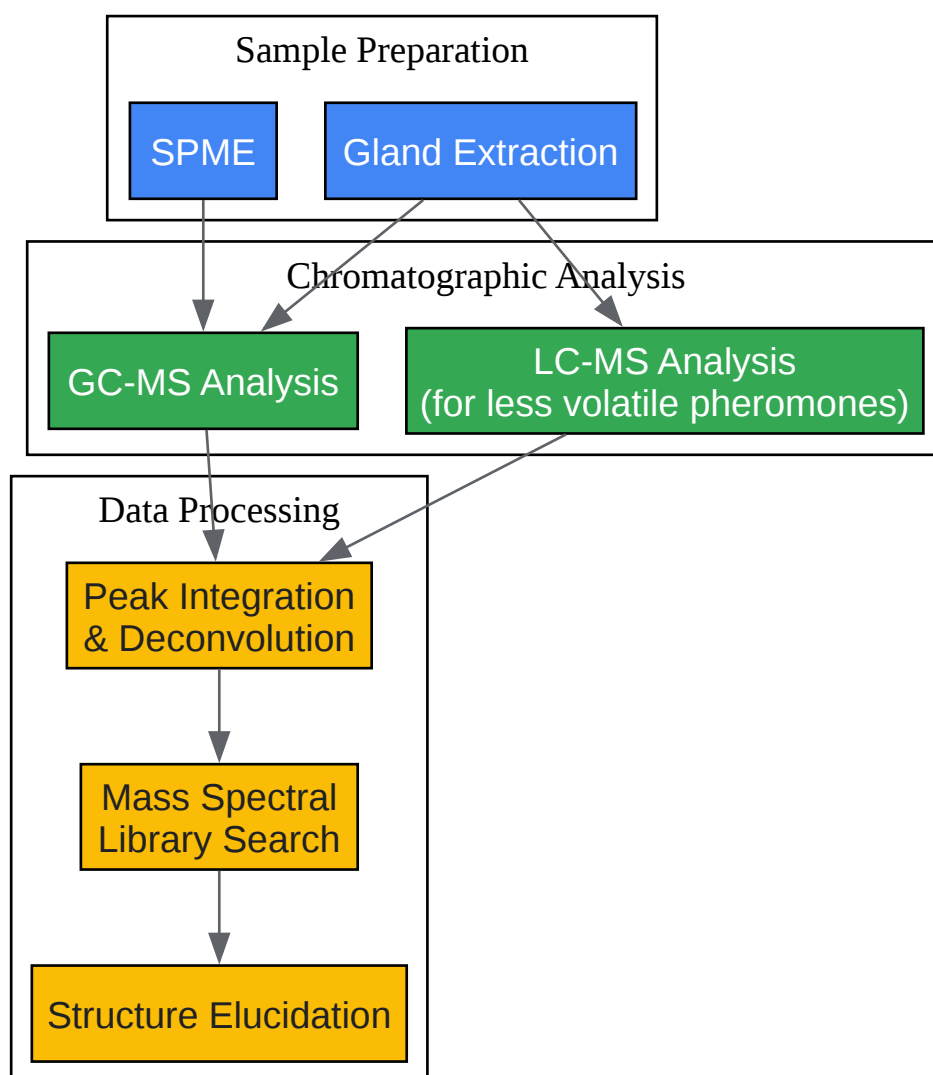 Sample Preparation
SPME
Gland Extraction
Chromatographic Analysis
GC-MS Analysis
LC-MS Analysis
(for less volatile pheromones)
Data Processing
Peak Integration
& Deconvolution
Mass Spectral
Library Search
Structure Elucidation